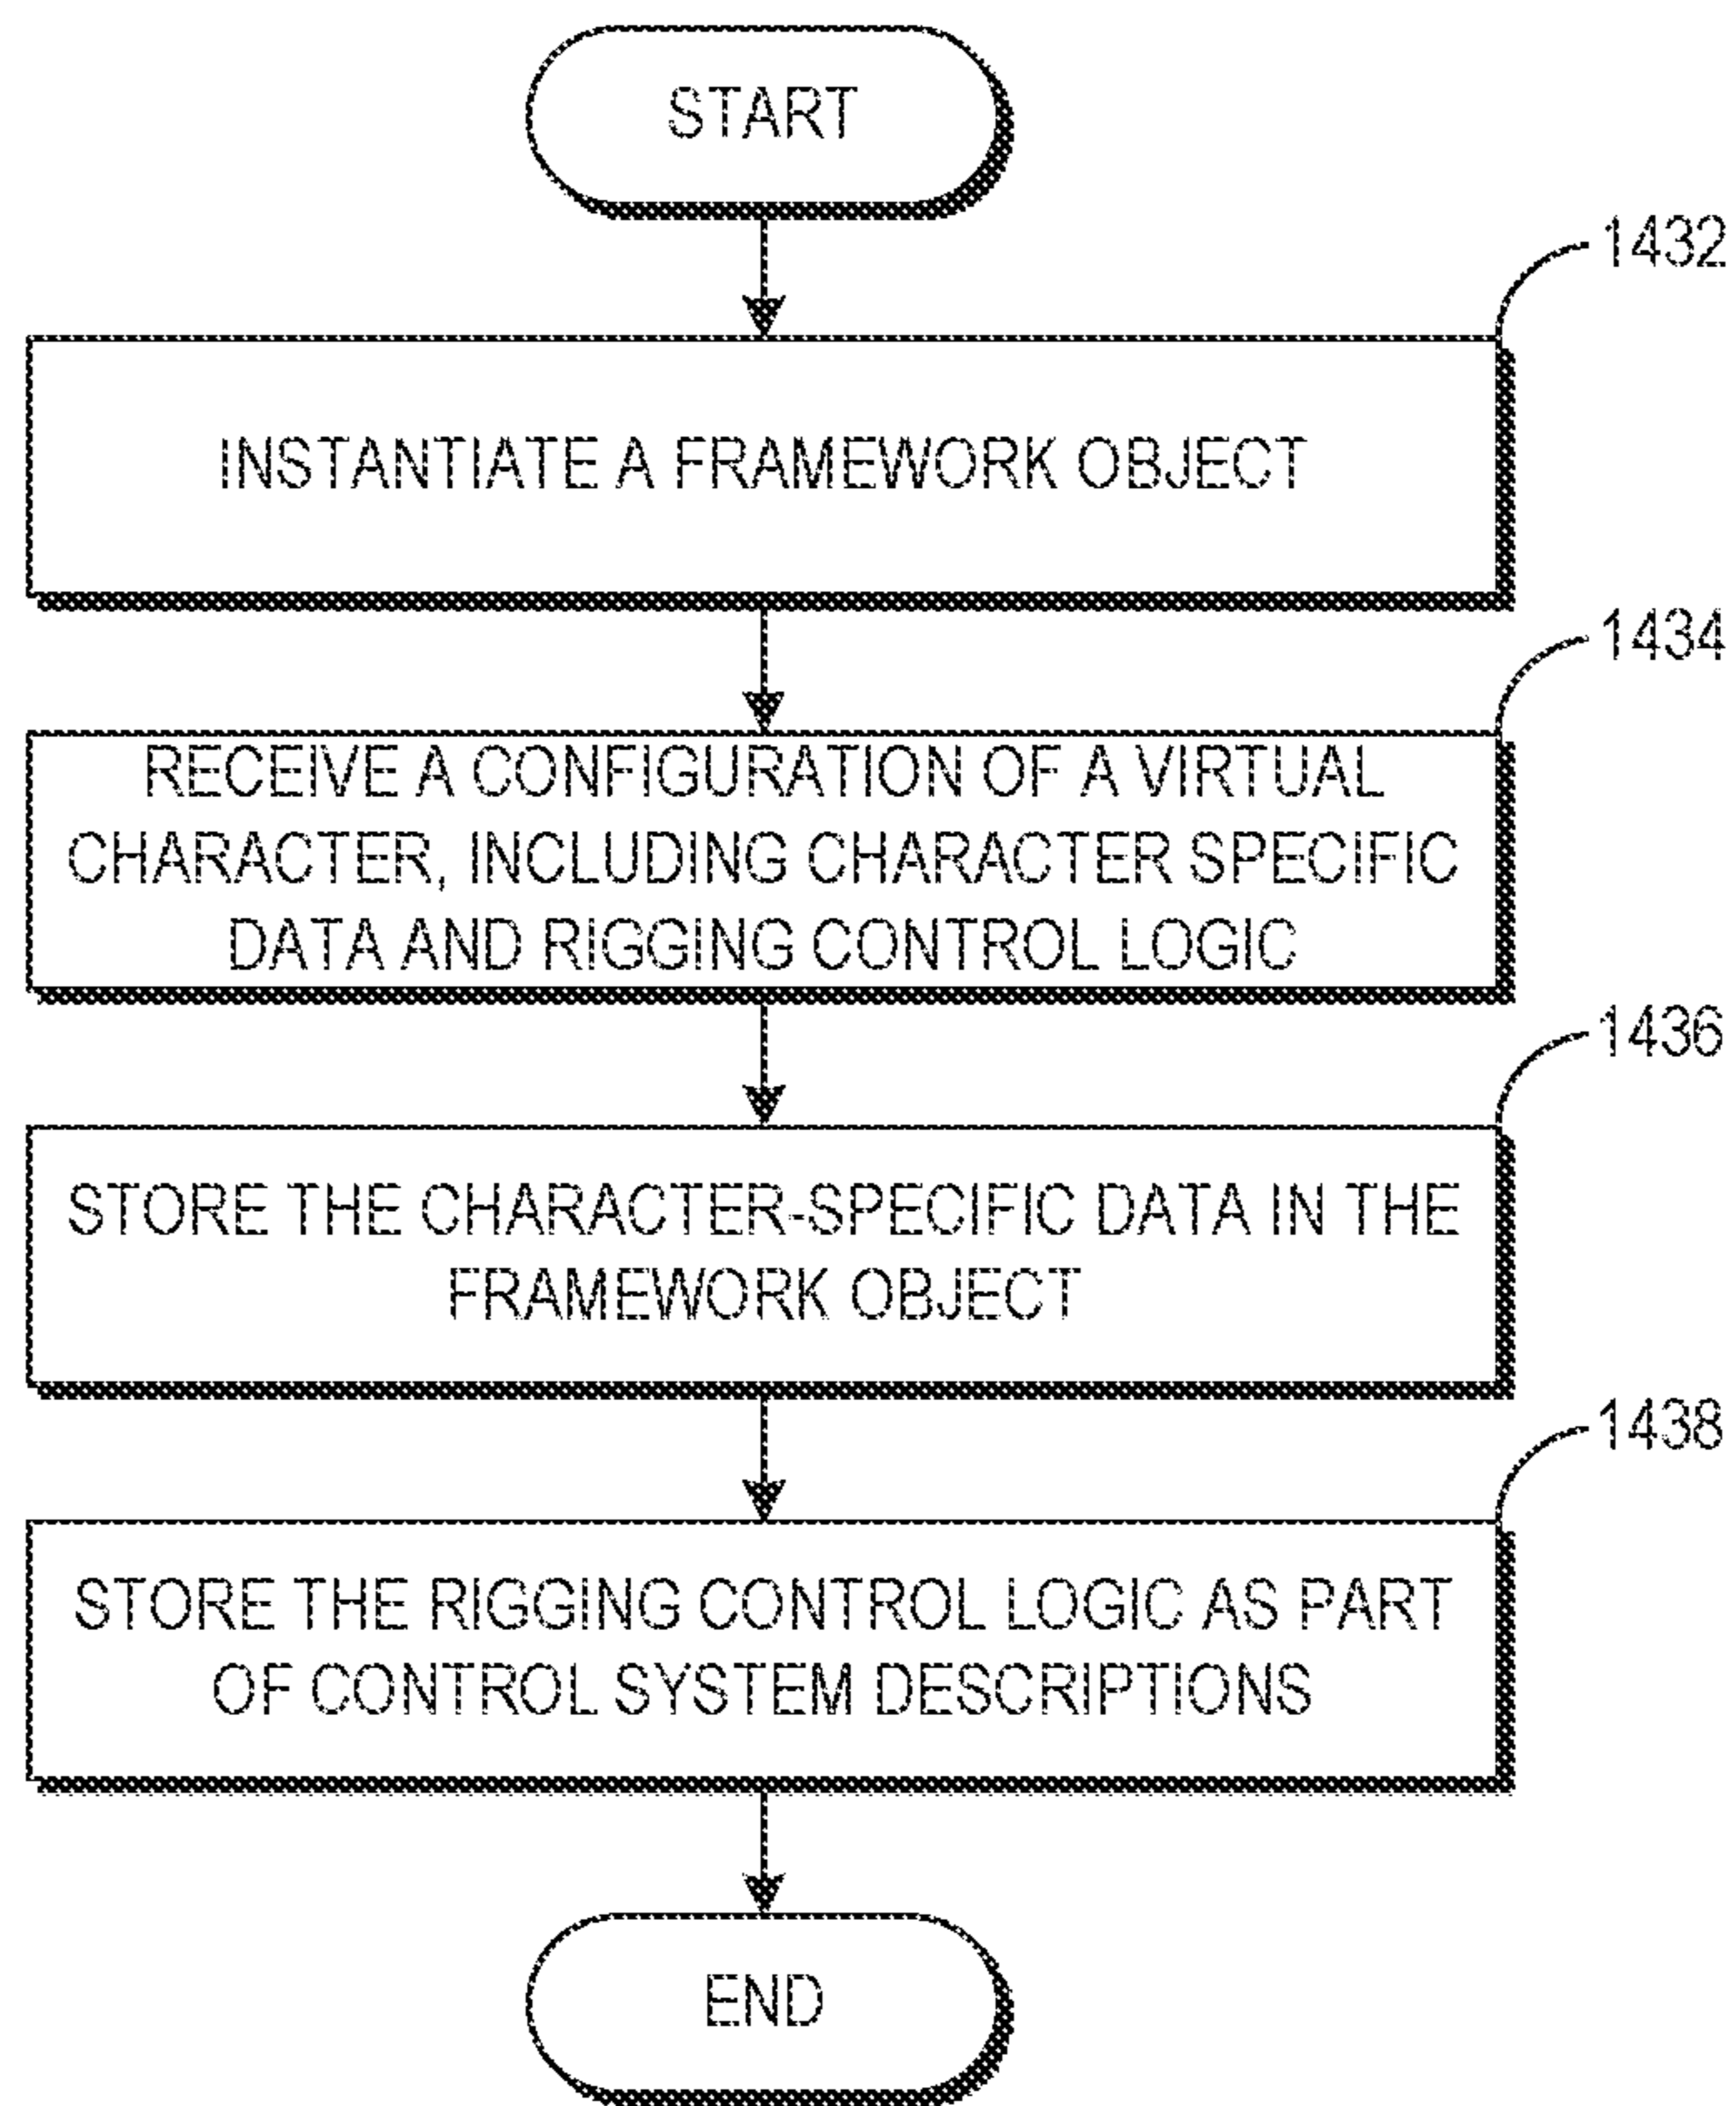 START
1432
INSTANTIATE A FRAMEWORK OBJECT
1434
RECEIVE A CONFIGURATION OF A VIRTUAL
CHARACTER, INCLUDING CHARACTER SPECIFIC
DATA AND RIGGING CONTROL LOGIC
1436
STORE THE CHARACTER-SPECIFIC DATA IN THE
FRAMEWORK OBJECT
1438
STORE THE RIGGING CONTROL LOGIC AS PART
OF CONTROL SYSTEM DESCRIPTIONS
END